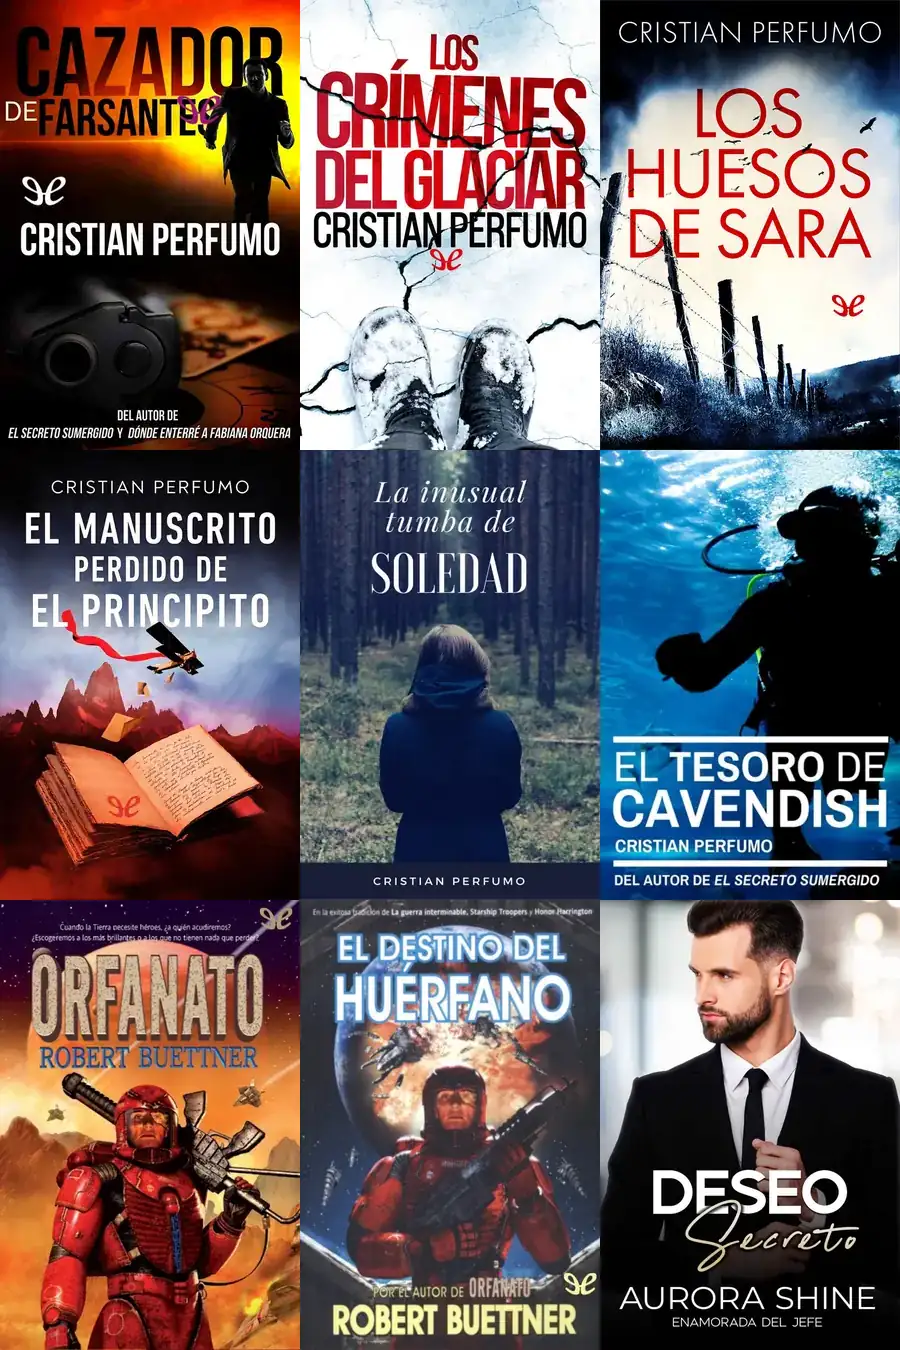 CAZADOR
DE FARSANTES
CRISTIAN PERFUMO
DEL AUTOR DE
EL SECRETO SUMERGIDO Y DÓNDE ENTERRÉ A FABIANA ORQUERA
LOS
CRÍMENES
DEL GLACIAR
CRISTIAN PERFUMO
CRISTIAN PERFUMO
LOS
HUESOS
DE SARA
CRISTIAN PERFUMO
EL MANUSCRITO
PERDIDO DE
EL PRINCIPITO
La inusual
tumba de
SOLEDAD
CRISTIAN PERFUMO
EL TESORO DE
CAVENDISH
CRISTIAN PERFUMO
DEL AUTOR DE EL SECRETO SUMERGIDO
Cuando la Tierra necesite héroes, ¿a quién acudiremos?
¿Escogeremos a los más brillantes o a los que no tienen nada que perder?
ORFANATO
ROBERT BUETTNER
En la exitosa tradición de La guerra interminable, Starship Troopers y Honor Harrington
EL DESTINO DEL
HUÉRFANO
POR EL AUTOR DE ORFANATO
ROBERT BUETTNER
DESEO
Secreto
AURORA SHINE
ENAMORADA DEL JEFE